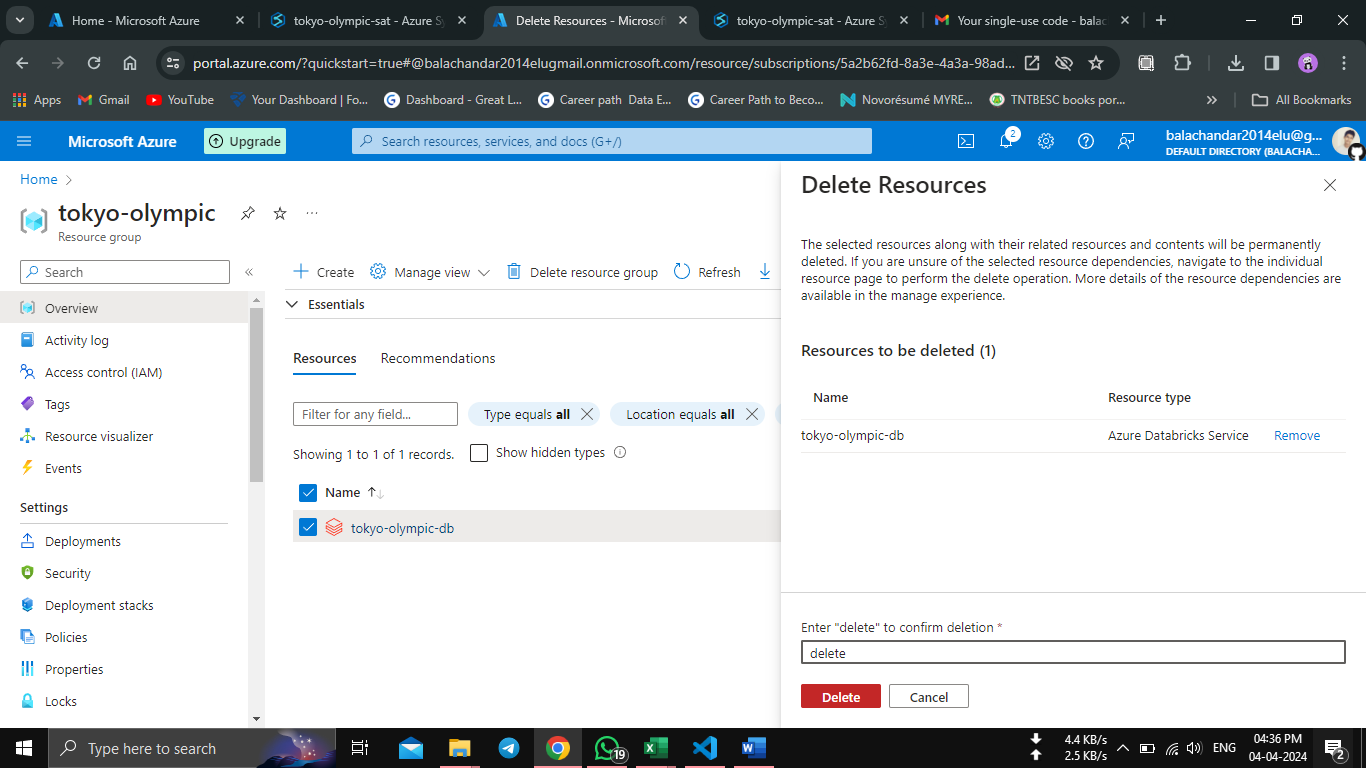 Home - Microsoft Azure
tokyo-olympic-sat - Azure Sy
Delete Resources - Microsoft
tokyo-olympic-sat - Azure Sy
Your single-use code - balac
portal.azure.com/?quickstart=true#@balachandar2014elugmail.onmicrosoft.com/resource/subscriptions/5a2b62fd-8a3e-4a3a-98ad...
Apps
Gmail
YouTube
Your Dashboard | Fo...
Dashboard - Great L...
Career path Data E...
Career Path to Beco...
Novorésumé MYRE...
TNTBESC books por...
»
All Bookmarks
Microsoft Azure
Upgrade
Search resources, services, and docs (G+/)
2
balachandar2014elu@g...
DEFAULT DIRECTORY (BALACHA...
Home
tokyo-olympic
Resource group
Search
«
Overview
Activity log
Access control (IAM)
Tags
Resource visualizer
Events
Settings
Deployments
Security
Deployment stacks
Policies
Properties
Locks
Create
Manage view
Delete resource group
Refresh
Essentials
Resources
Recommendations
Filter for any field...
Type equals all
Location equals all
Showing 1 to 1 of 1 records.
Show hidden types
Name ↑↓
tokyo-olympic-db
Delete Resources
The selected resources along with their related resources and contents will be permanently
deleted. If you are unsure of the selected resource dependencies, navigate to the individual
resource page to perform the delete operation. More details of the resource dependencies are
available in the manage experience.
Resources to be deleted (1)
Name
Resource type
tokyo-olympic-db
Azure Databricks Service
Remove
Enter "delete" to confirm deletion *
delete
Delete
Cancel
Type here to search
19
4.4 KB/s
2.5 KB/s
ENG
04:36 PM
04-04-2024
2